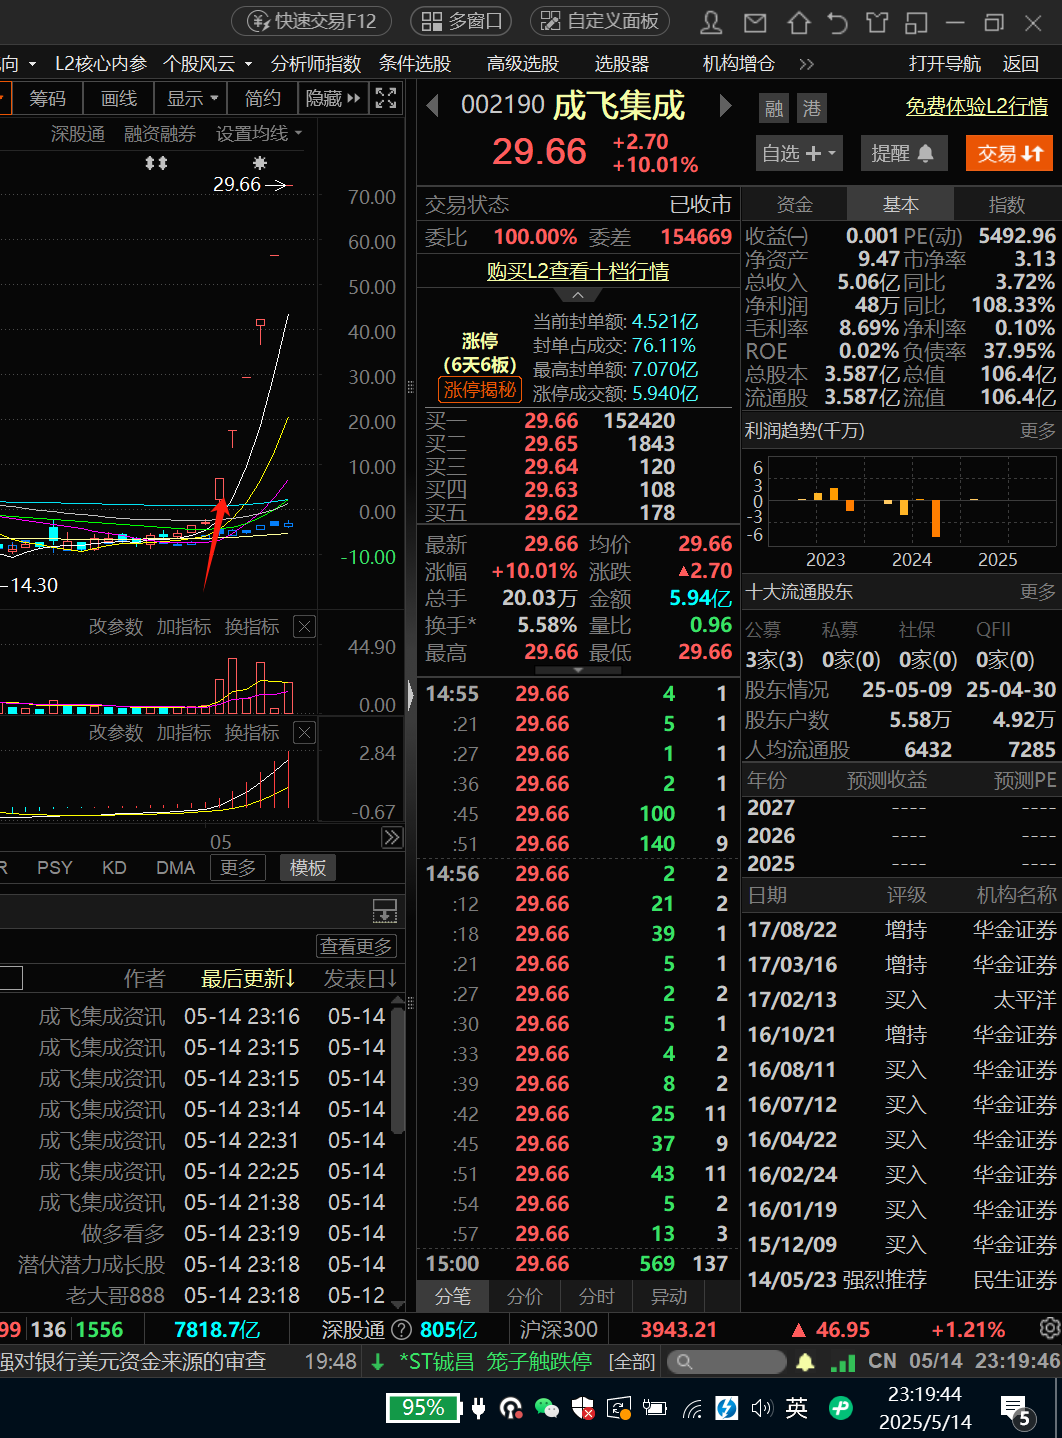 快速交易F12 多窗口 自定义面板
向 L2核心内参 个股风云 分析师指数 条件选股 高级选股 选股器 机构增仓 >> 打开导航 返回
筹码 画线 显示 简约 隐藏
深股通 融资融券 设置均线
29.66
70.00
60.00
50.00
40.00
30.00
20.00
10.00
0.00
-10.00
14.30
改参数 加指标 换指标
44.90
0.00
改参数 加指标 换指标
2.84
-0.67
05
R PSY KD DMA 更多 模板
查看更多
作者 最后更新↓ 发表日↓
成飞集成资讯 05-14 23:16 05-14
成飞集成资讯 05-14 23:15 05-14
成飞集成资讯 05-14 23:15 05-14
成飞集成资讯 05-14 23:14 05-14
成飞集成资讯 05-14 22:31 05-14
成飞集成资讯 05-14 22:25 05-14
成飞集成资讯 05-14 21:38 05-14
做多看多 05-14 23:19 05-14
潜伏潜力成长股 05-14 23:18 05-14
老大哥888 05-14 23:18 05-12
002190 成飞集成
29.66 +2.70
+10.01%
融 港 免费体验L2行情
自选 + 提醒 交易
交易状态 已收市
委比 100.00% 委差 154669
购买L2查看十档行情
涨停
(6天6板)
涨停揭秘
当前封单额: 4.521亿
封单占成交: 76.11%
最高封单额: 7.070亿
涨停成交额: 5.940亿
买一 29.66 152420
买二 29.65 1843
买三 29.64 120
买四 29.63 108
买五 29.62 178
最新 29.66 均价 29.66
涨幅 +10.01% 涨跌 ▲2.70
总手 20.03万 金额 5.94亿
换手* 5.58% 量比 0.96
最高 29.66 最低 29.66
14:55 29.66 4 1
:21 29.66 5 1
:27 29.66 1 1
:36 29.66 2 1
:45 29.66 100 1
:51 29.66 140 9
14:56 29.66 2 2
:12 29.66 21 2
:18 29.66 39 1
:21 29.66 5 1
:27 29.66 2 2
:30 29.66 5 1
:33 29.66 4 2
:39 29.66 8 2
:42 29.66 25 11
:45 29.66 37 9
:51 29.66 43 11
:54 29.66 5 2
:57 29.66 13 3
15:00 29.66 569 137
分笔 分价 分时 异动
资金 基本 指数
收益㈠ 0.001 PE(动) 5492.96
净资产 9.47 市净率 3.13
总收入 5.06亿 同比 3.72%
净利润 48万 同比 108.33%
毛利率 8.69% 净利率 0.10%
ROE 0.02% 负债率 37.95%
总股本 3.587亿 总值 106.4亿
流通股 3.587亿 流值 106.4亿
利润趋势(千万) 更多
6
3
0
-3
-6
2023 2024 2025
十大流通股东 更多
公募 私募 社保 QFII
3家(3) 0家(0) 0家(0) 0家(0)
股东情况 25-05-09 25-04-30
股东户数 5.58万 4.92万
人均流通股 6432 7285
年份 预测收益 预测PE
2027 ---- ----
2026 ---- ----
2025 ---- ----
日期 评级 机构名称
17/08/22 增持 华金证券
17/03/16 增持 华金证券
17/02/13 买入 太平洋
16/10/21 增持 华金证券
16/08/11 买入 华金证券
16/07/12 买入 华金证券
16/04/22 买入 华金证券
16/02/24 买入 华金证券
16/01/19 买入 华金证券
15/12/09 买入 华金证券
14/05/23 强烈推荐 民生证券
99 136 1556 7818.7亿 深股通 ? 805亿 沪深300 3943.21 ▲ 46.95 +1.21%
强对银行美元资金来源的审查 19:48 ↓ *ST铖昌 笼子触跌停 [全部] CN 05/14 23:19:46
95% 英 23:19:44
2025/5/14 5